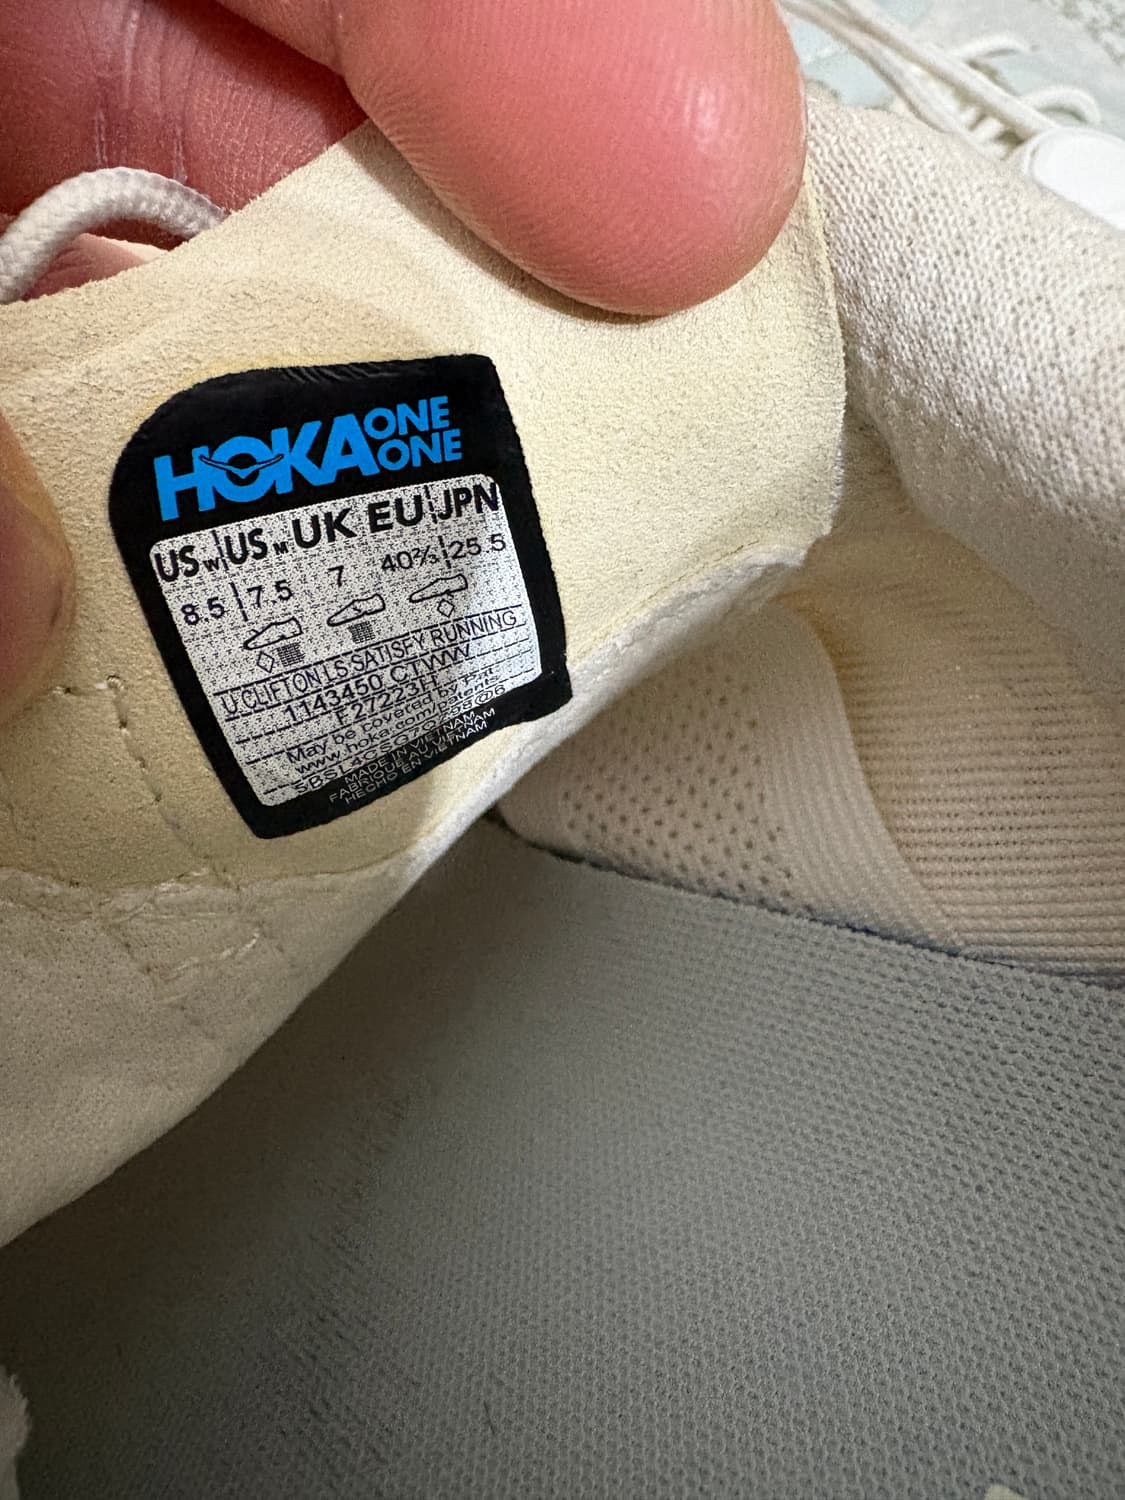 HOKA ONE ONE
US W US M UK EU JPN
8.5 7.5 7 40⅔ 25.5
U CLIFTON LS SATISFY RUNNING
1143450 CTWW
May be covered by Pat.
www.hoka.com/patents
MADE IN VIETNAM
FABRIQUÉ AU VIETNAM
HECHO EN VIETNAM